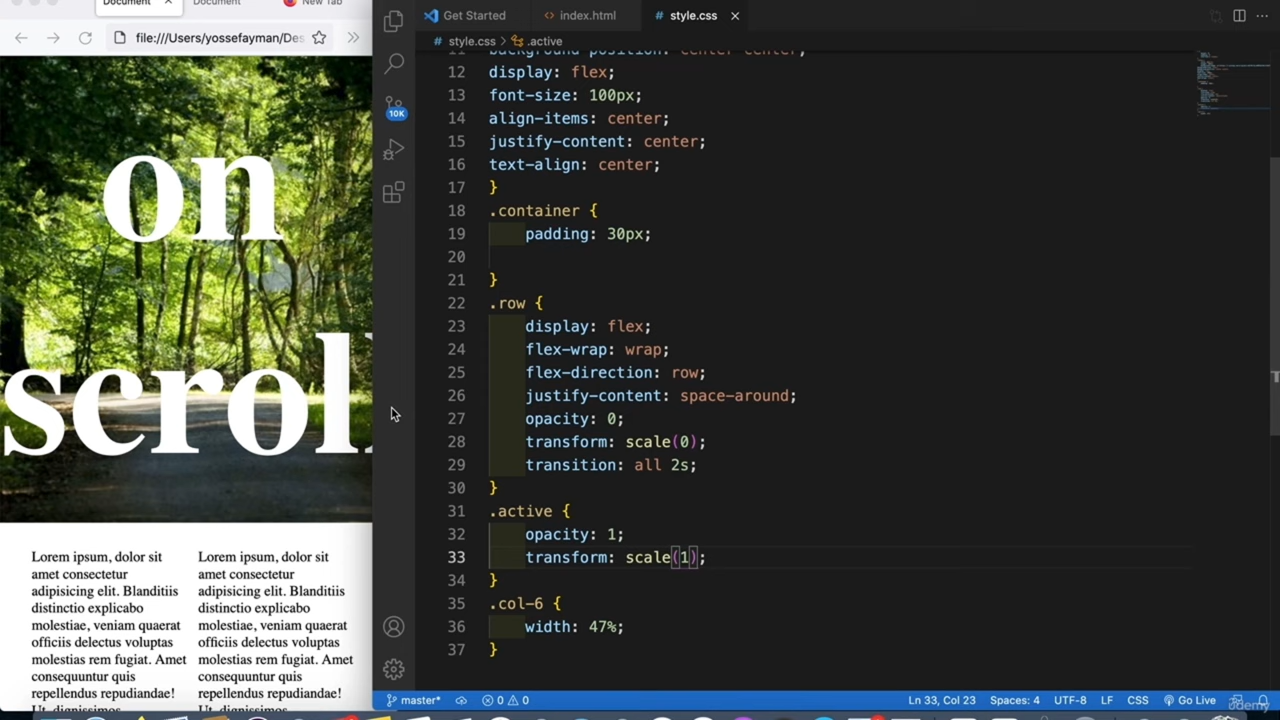 Document
Document
New Tab
file:///Users/yossefayman/Des
on
scroll
Lorem ipsum, dolor sit
amet consectetur
adipisicing elit. Blanditiis
distinctio explicabo
molestiae, veniam quaerat
officiis delectus voluptas
molestias rem fugiat. Amet
consequuntur quis
repellendus repudiandae!
Lorem ipsum, dolor sit
amet consectetur
adipisicing elit. Blanditiis
distinctio explicabo
molestiae, veniam quaerat
officiis delectus voluptas
molestias rem fugiat. Amet
consequuntur quis
repellendus repudiandae!
10K
Get Started
<> index.html
# style.css
# style.css > .active
11 background-position: center center;
12 display: flex;
13 font-size: 100px;
14 align-items: center;
15 justify-content: center;
16 text-align: center;
17 }
18 .container {
19 padding: 30px;
20
21 }
22 .row {
23 display: flex;
24 flex-wrap: wrap;
25 flex-direction: row;
26 justify-content: space-around;
27 opacity: 0;
28 transform: scale(0);
29 transition: all 2s;
30 }
31 .active {
32 opacity: 1;
33 transform: scale(1);
34 }
35 .col-6 {
36 width: 47%;
37 }
master* 0 0 Ln 33, Col 23 Spaces: 4 UTF-8 LF CSS Go Live